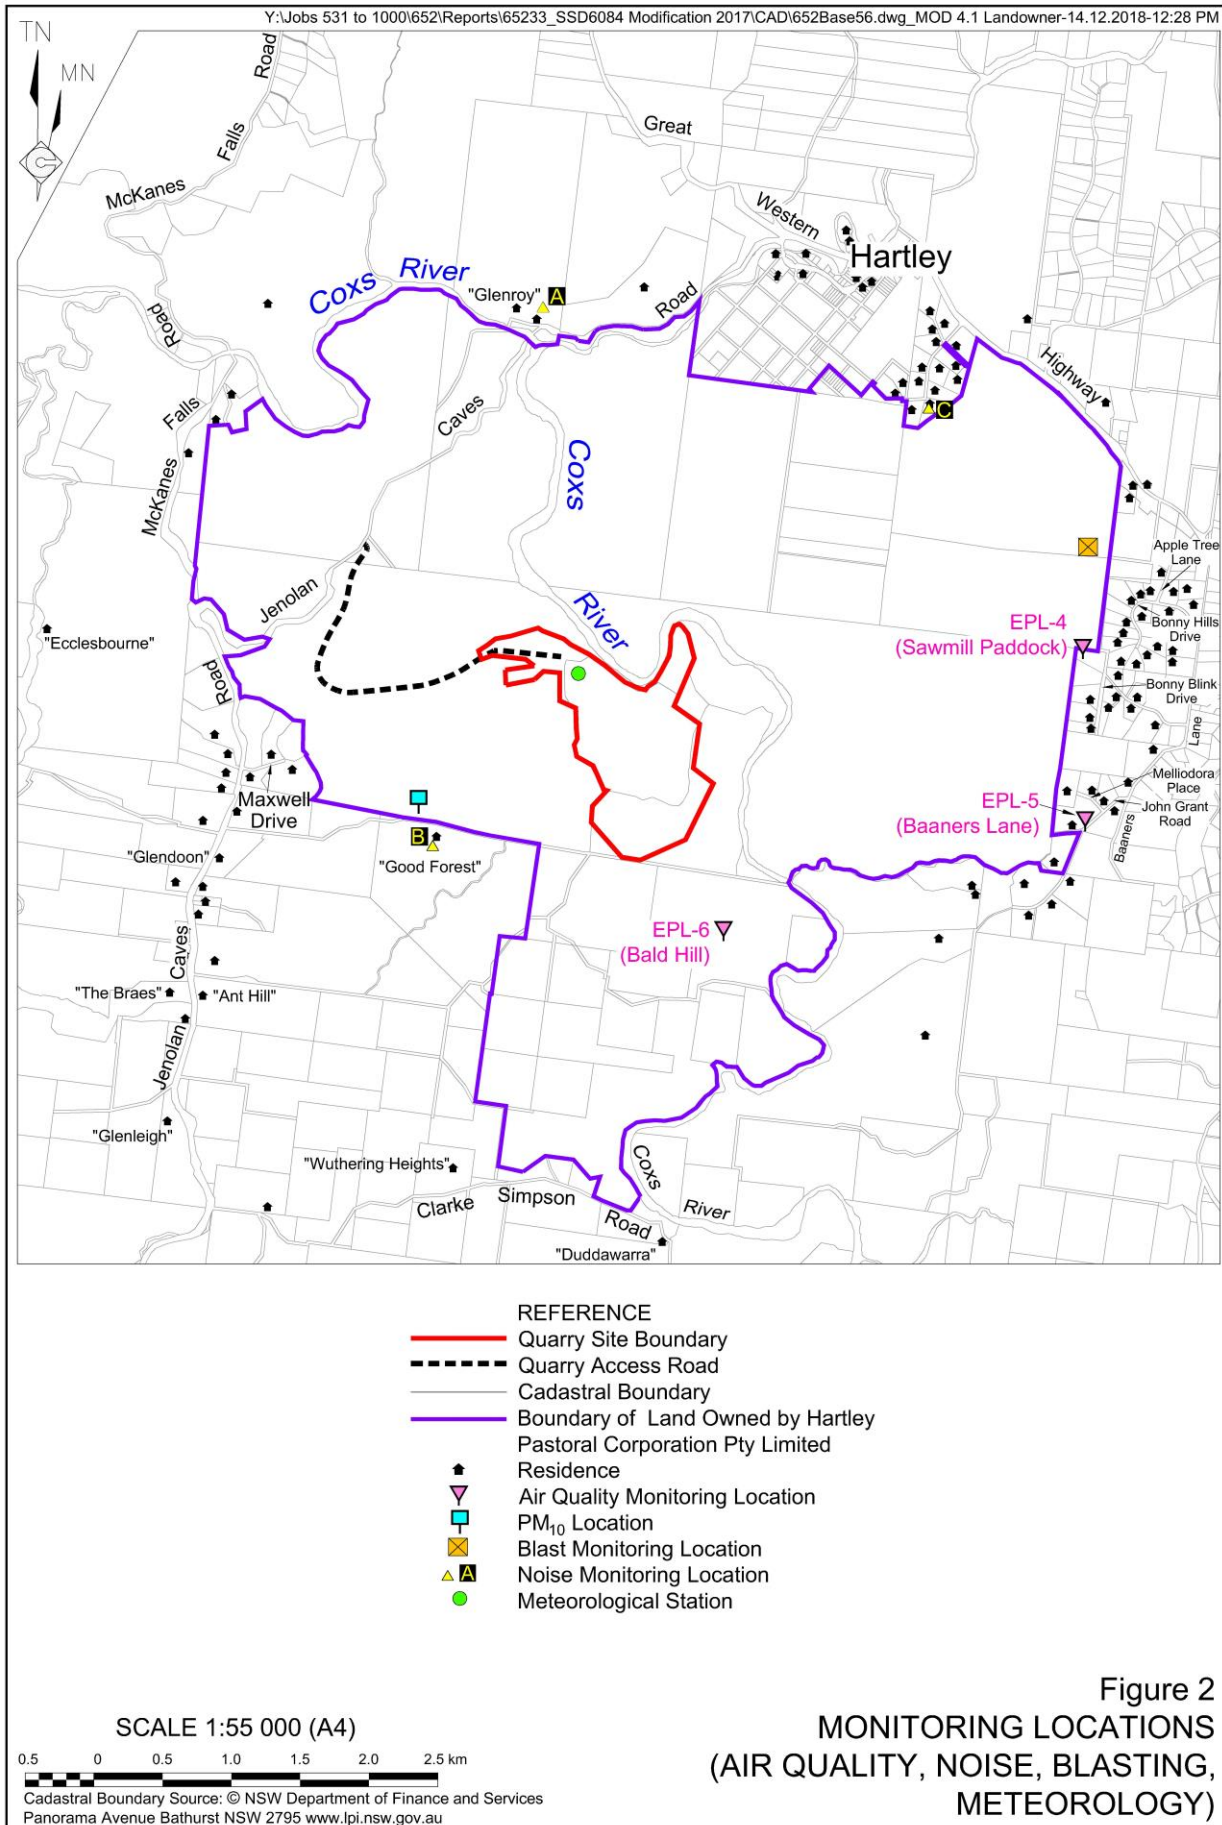 Y:\Jobs 531 to 1000\652\Reports\65233_SSD6084 Modification 2017\CAD\652Base56.dwg_MOD 4.1 Landowner-14.12.2018-12:28 PM
TN
MN
McKanes
Falls
Road
Great
Western
Hartley
Highway
Coxs
River
"Glenroy"
A
Road
Road
Falls
McKanes
Caves
C
Coxs
River
Jenolan
"Ecclesbourne"
Road
Apple Tree
Lane
Bonny Hills
Drive
EPL-4
(Sawmill Paddock)
Bonny Blink
Drive
Lane
Melliodora
Place
John Grant
Road
Baaners
EPL-5
(Baaners Lane)
Maxwell
Drive
B
"Good Forest"
"Glendoon"
EPL-6
(Bald Hill)
Caves
"The Braes"
"Ant Hill"
Jenolan
"Glenleigh"
"Wuthering Heights"
Clarke
Simpson
Road
Coxs
River
"Duddawarra"
REFERENCE
Quarry Site Boundary
Quarry Access Road
Cadastral Boundary
Boundary of Land Owned by Hartley
Pastoral Corporation Pty Limited
Residence
Air Quality Monitoring Location
PM10 Location
Blast Monitoring Location
A Noise Monitoring Location
Meteorological Station
SCALE 1:55 000 (A4)
0.5 0 0.5 1.0 1.5 2.0 2.5 km
Cadastral Boundary Source: © NSW Department of Finance and Services
Panorama Avenue Bathurst NSW 2795 www.lpi.nsw.gov.au
Figure 2
MONITORING LOCATIONS
(AIR QUALITY, NOISE, BLASTING,
METEOROLOGY)